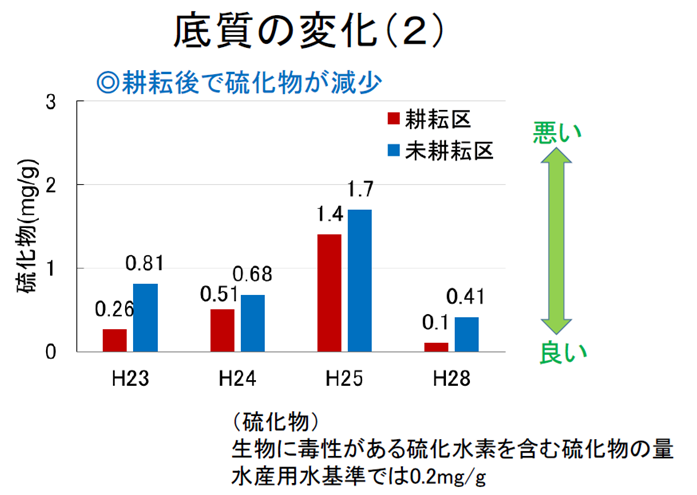 底質の変化(2)
◎耕耘後で硫化物が減少
硫化物(mg/g)
3
2
1
0
耕耘区
未耕耘区
0.26
0.81
0.51
0.68
1.4
1.7
0.1
0.41
H23
H24
H25
H28
悪い
良い
(硫化物)
生物に毒性がある硫化水素を含む硫化物の量
水産用水基準では0.2mg/g